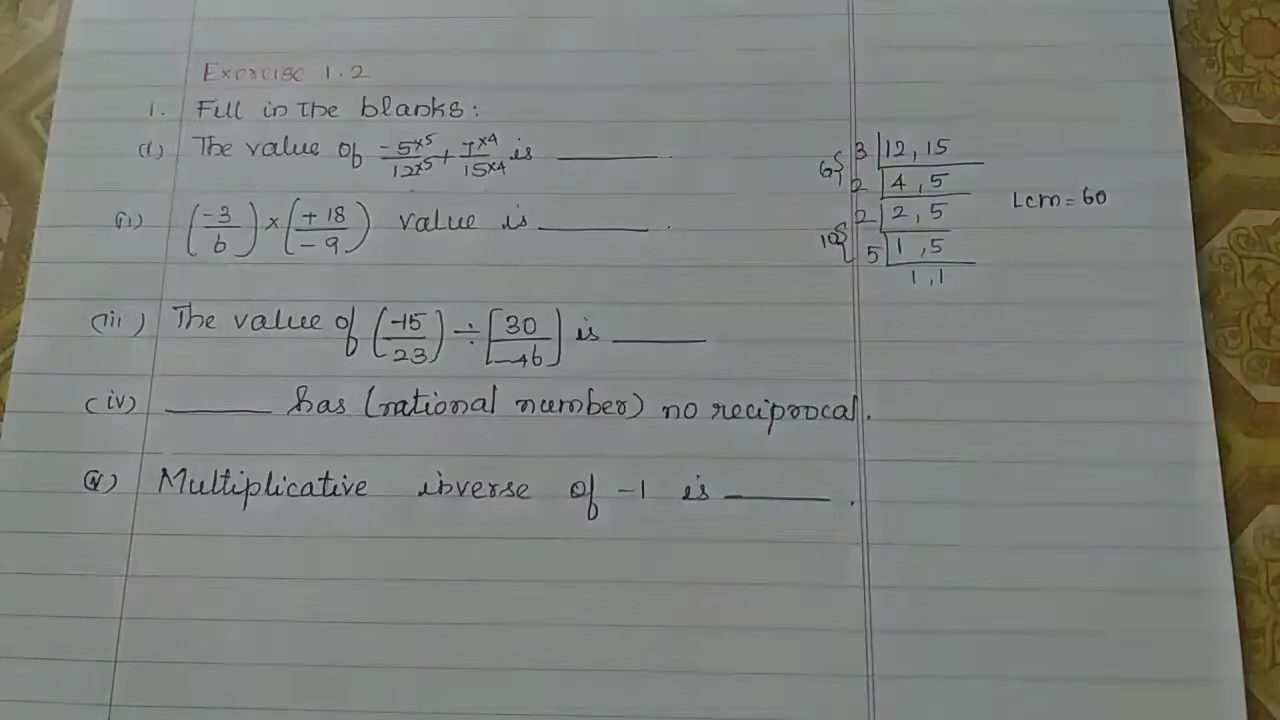 Exercise 1.2
1. Fill in the blanks:
(i) The value of -5×5/12×5 + 7×4/15×4 is ______.
(ii) (-3/6) × (+18/-9) value is ______.
(iii) The value of (-15/23) ÷ [30/-46] is ______
(iv) ______ has (rational number) no reciprocal.
(v) Multiplicative inverse of -1 is ______.
6 { 3 | 12, 15
2 | 4, 5
10 { 2 | 2, 5
5 | 1, 5
1, 1
Lcm = 60